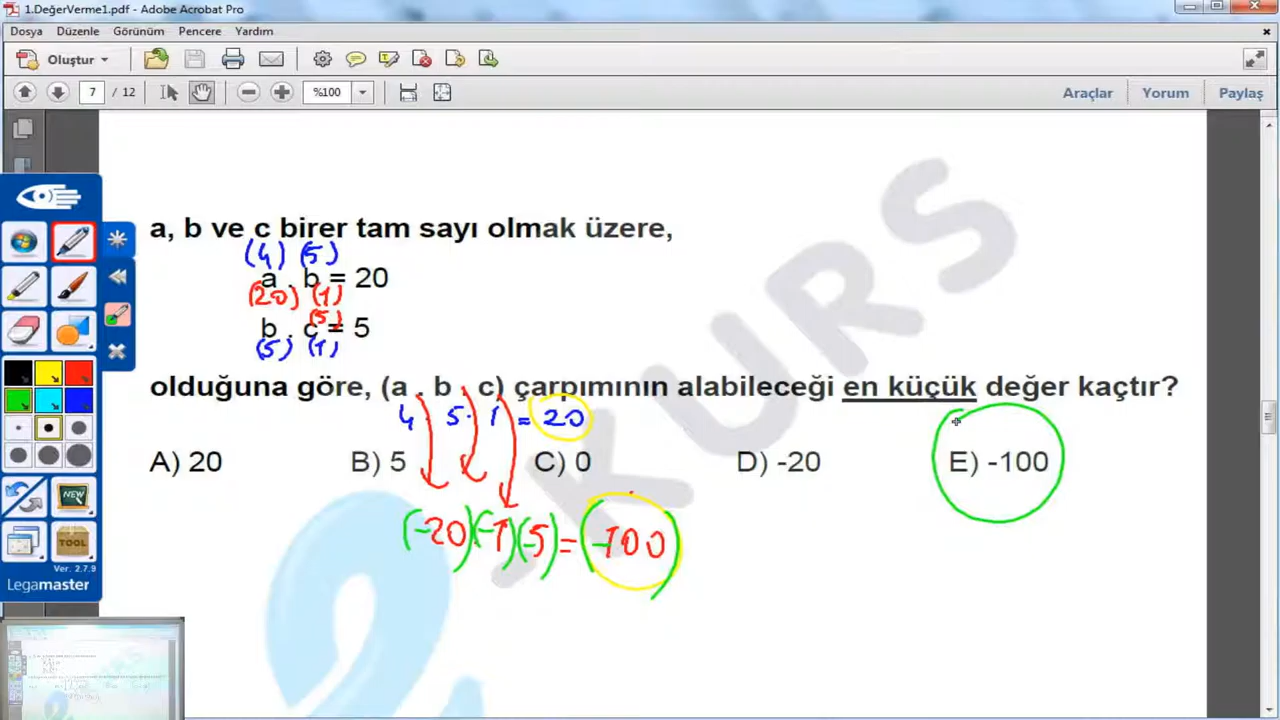 1.DeğerVerme1.pdf - Adobe Acrobat Pro
Dosya Düzenle Görünüm Pencere Yardım
Oluştur
7 / 12 %100 Araçlar Yorum Paylaş
a, b ve c birer tam sayı olmak üzere,
(4) (5)
a . b = 20
(20) (1)
(5)
b . c = 5
(5) (1)
olduğuna göre, (a . b . c) çarpımının alabileceği en küçük değer kaçtır?
4 . 5 . 1 = 20
A) 20 B) 5 C) 0 D) -20 E) -100
(-20)(-1)(-5) = (-100)
KURS
NEW
TOOL
Ver. 2.7.9
Legamaster